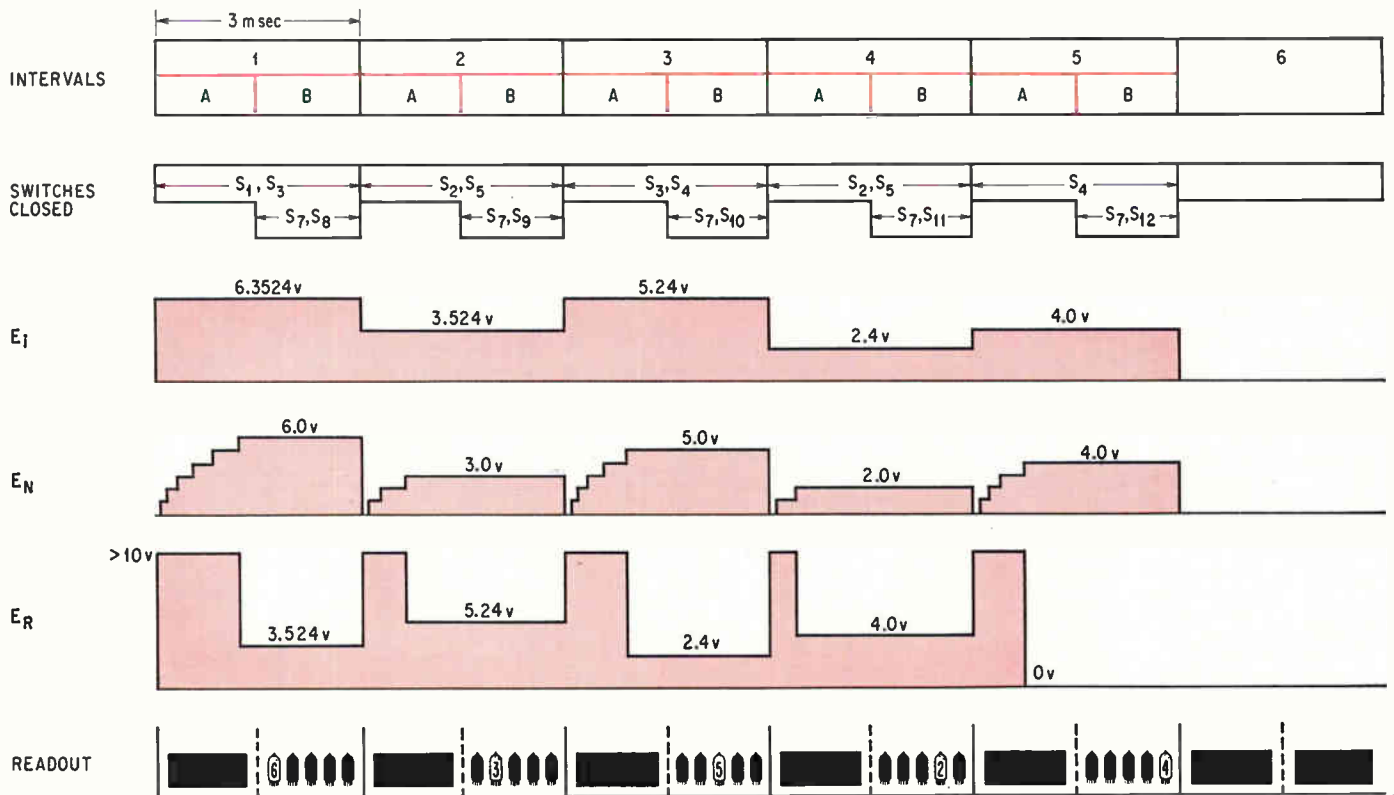 3 m sec
INTERVALS
1 2 3 4 5 6
A B A B A B A B A B
SWITCHES
CLOSED
S1, S3 S2, S5 S3, S4 S2, S5 S4
S7, S8 S7, S9 S7, S10 S7, S11 S7, S12
Ei
6.3524 v 3.524 v 5.24 v 2.4 v 4.0 v
EN
6.0 v 3.0 v 5.0 v 2.0 v 4.0 v
>10 v
ER
3.524 v 5.24 v 2.4 v 4.0 v 0 v
READOUT
6 3 5 2 4